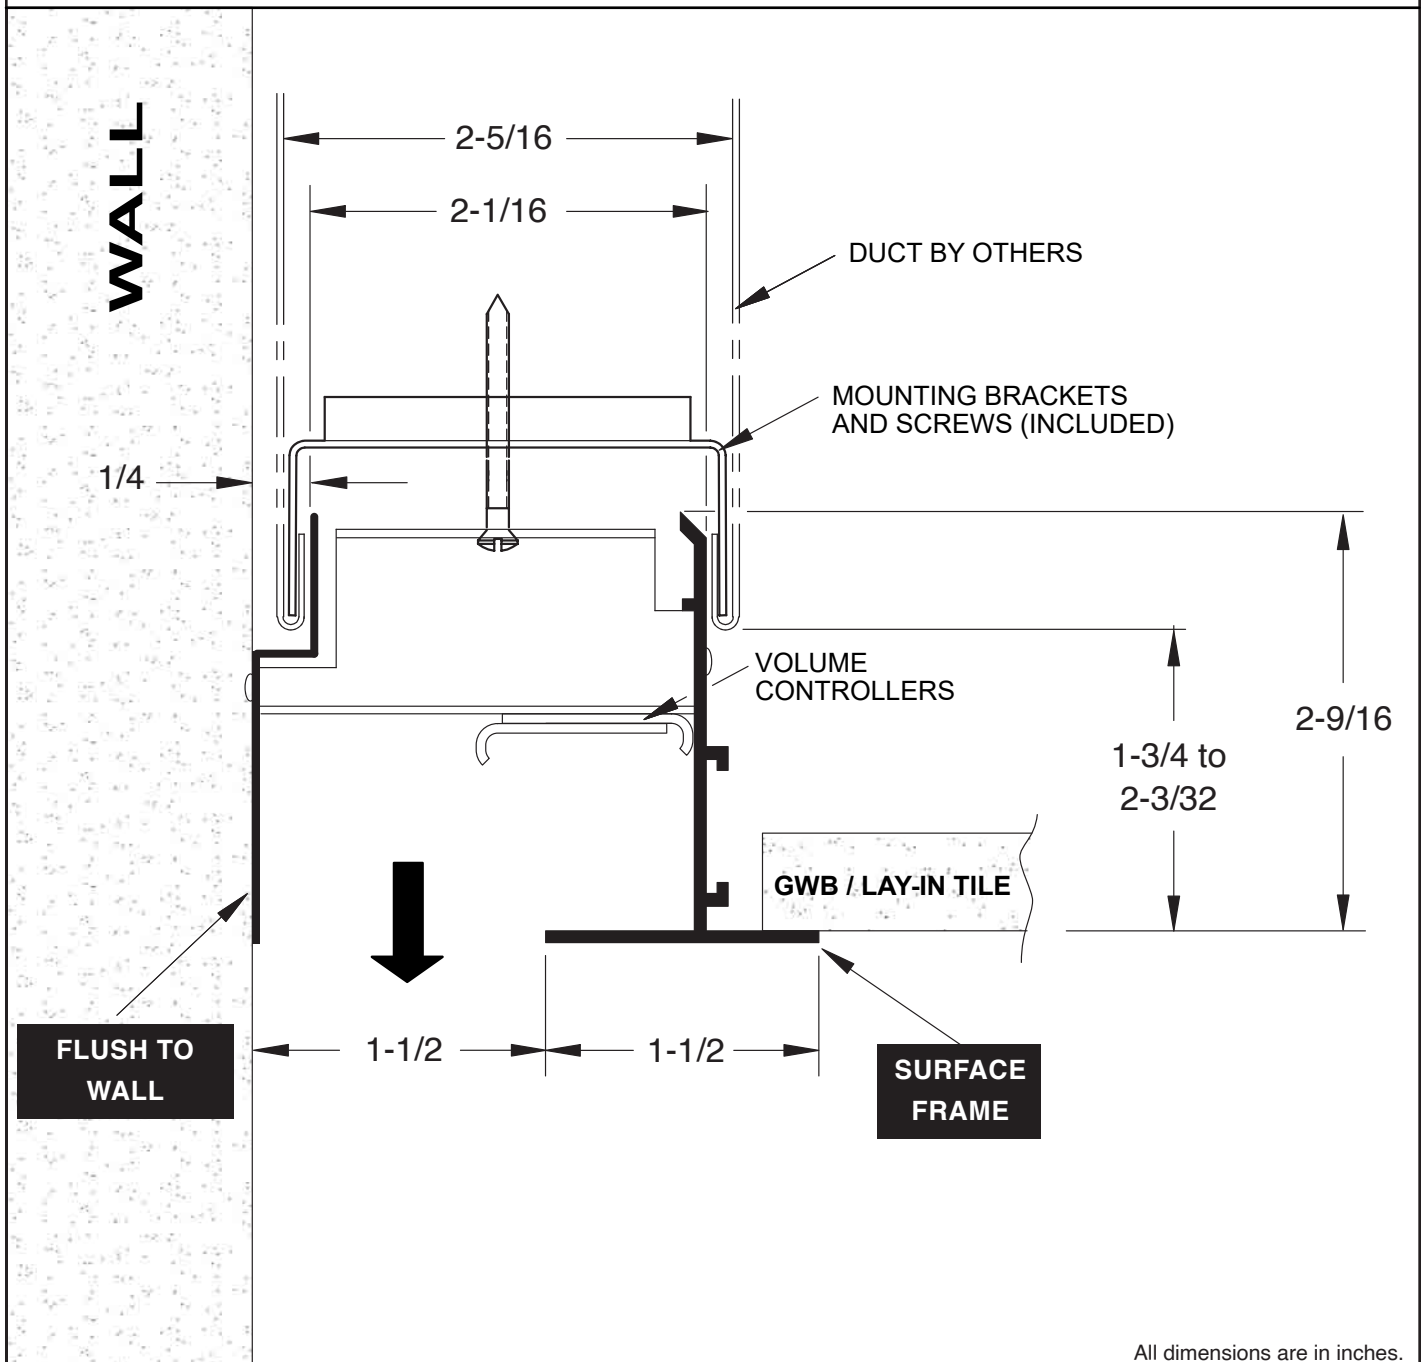 WALL
2-5/16
2-1/16
DUCT BY OTHERS
MOUNTING BRACKETS
AND SCREWS (INCLUDED)
1/4
VOLUME
CONTROLLERS
2-9/16
1-3/4 to
2-3/32
GWB / LAY-IN TILE
FLUSH TO
WALL
1-1/2
1-1/2
SURFACE
FRAME
All dimensions are in inches.